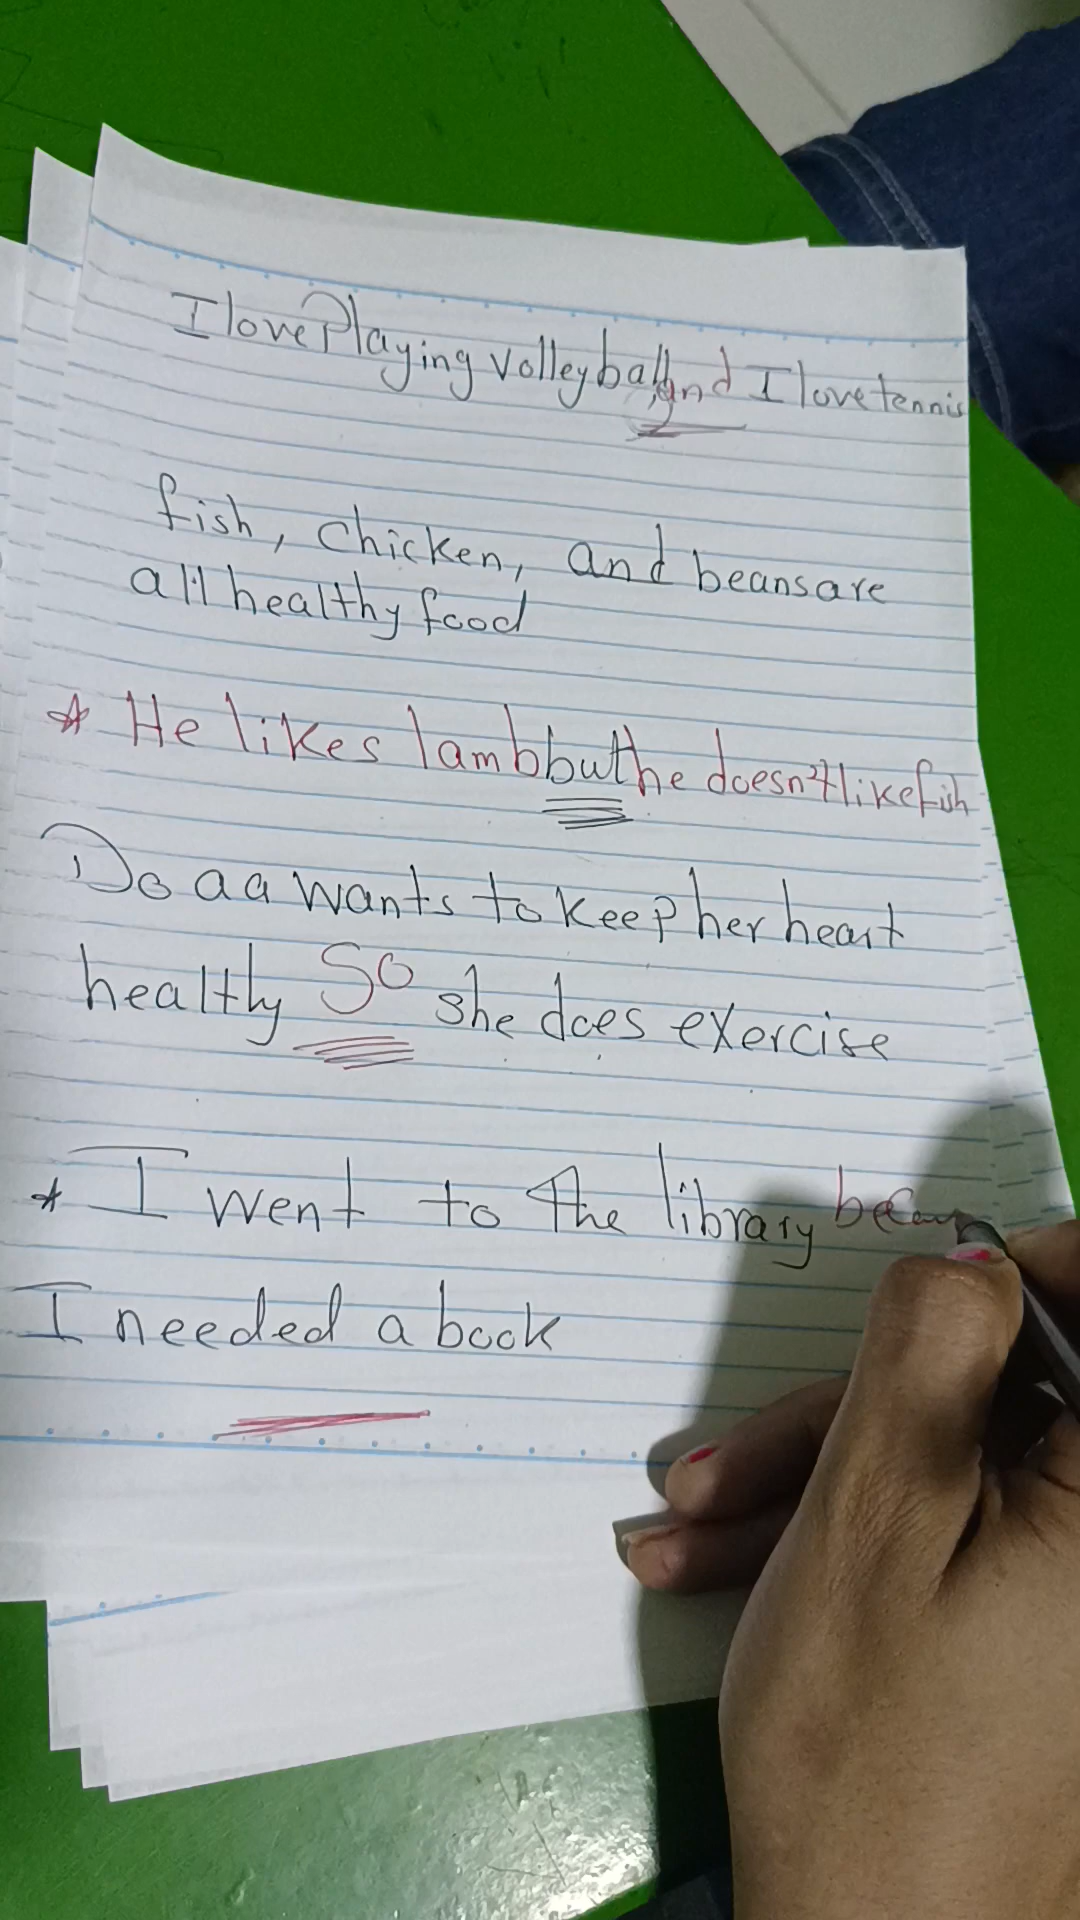 I love Playing volleyball, and I love tennis
fish, chicken, and beans are
all healthy food
* He likes lamb but he doesn't like fish
Doaa wants to keep her heart
healthy So she does exercise
* I went to the library
I needed a book